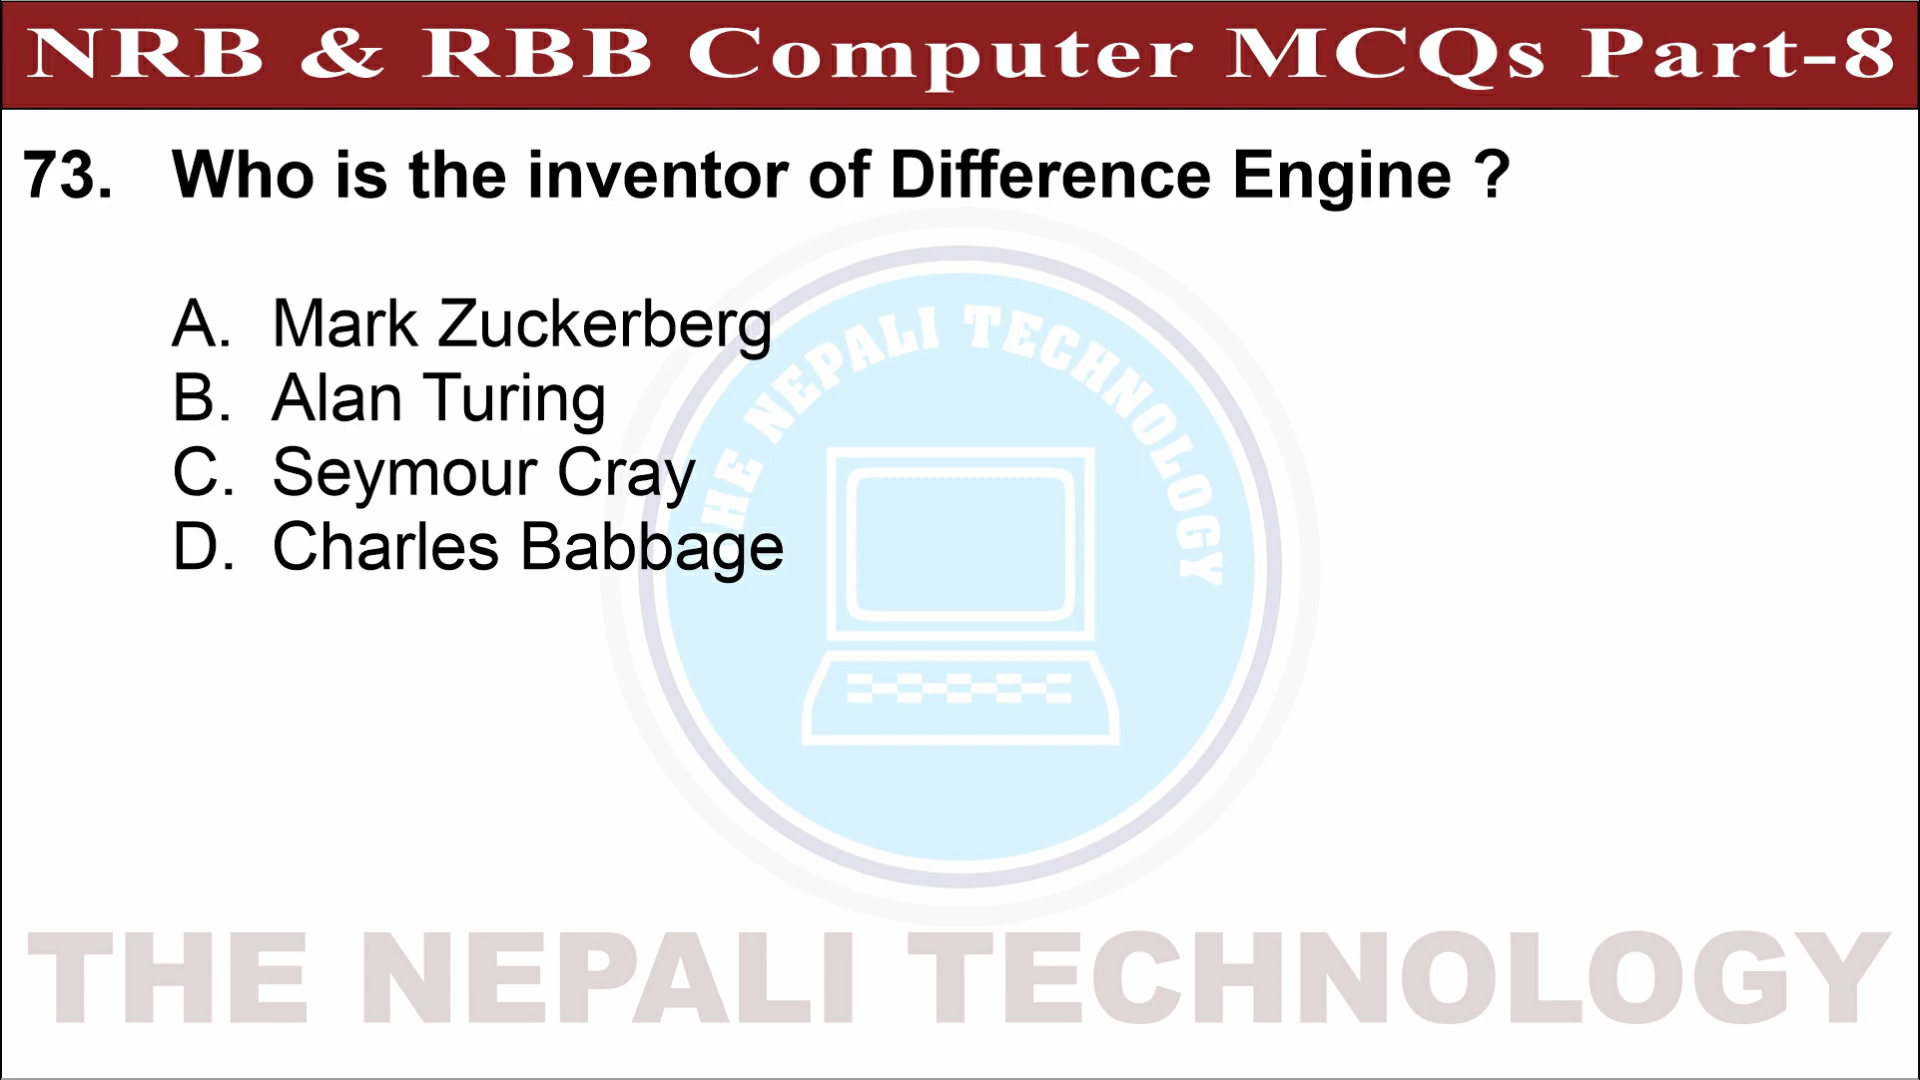 NRB & RBB Computer MCQs Part-8
73. Who is the inventor of Difference Engine ?
A. Mark Zuckerberg
B. Alan Turing
C. Seymour Cray
D. Charles Babbage
THE NEPALI TECHNOLOGY
THE NEPALI TECHNOLOGY